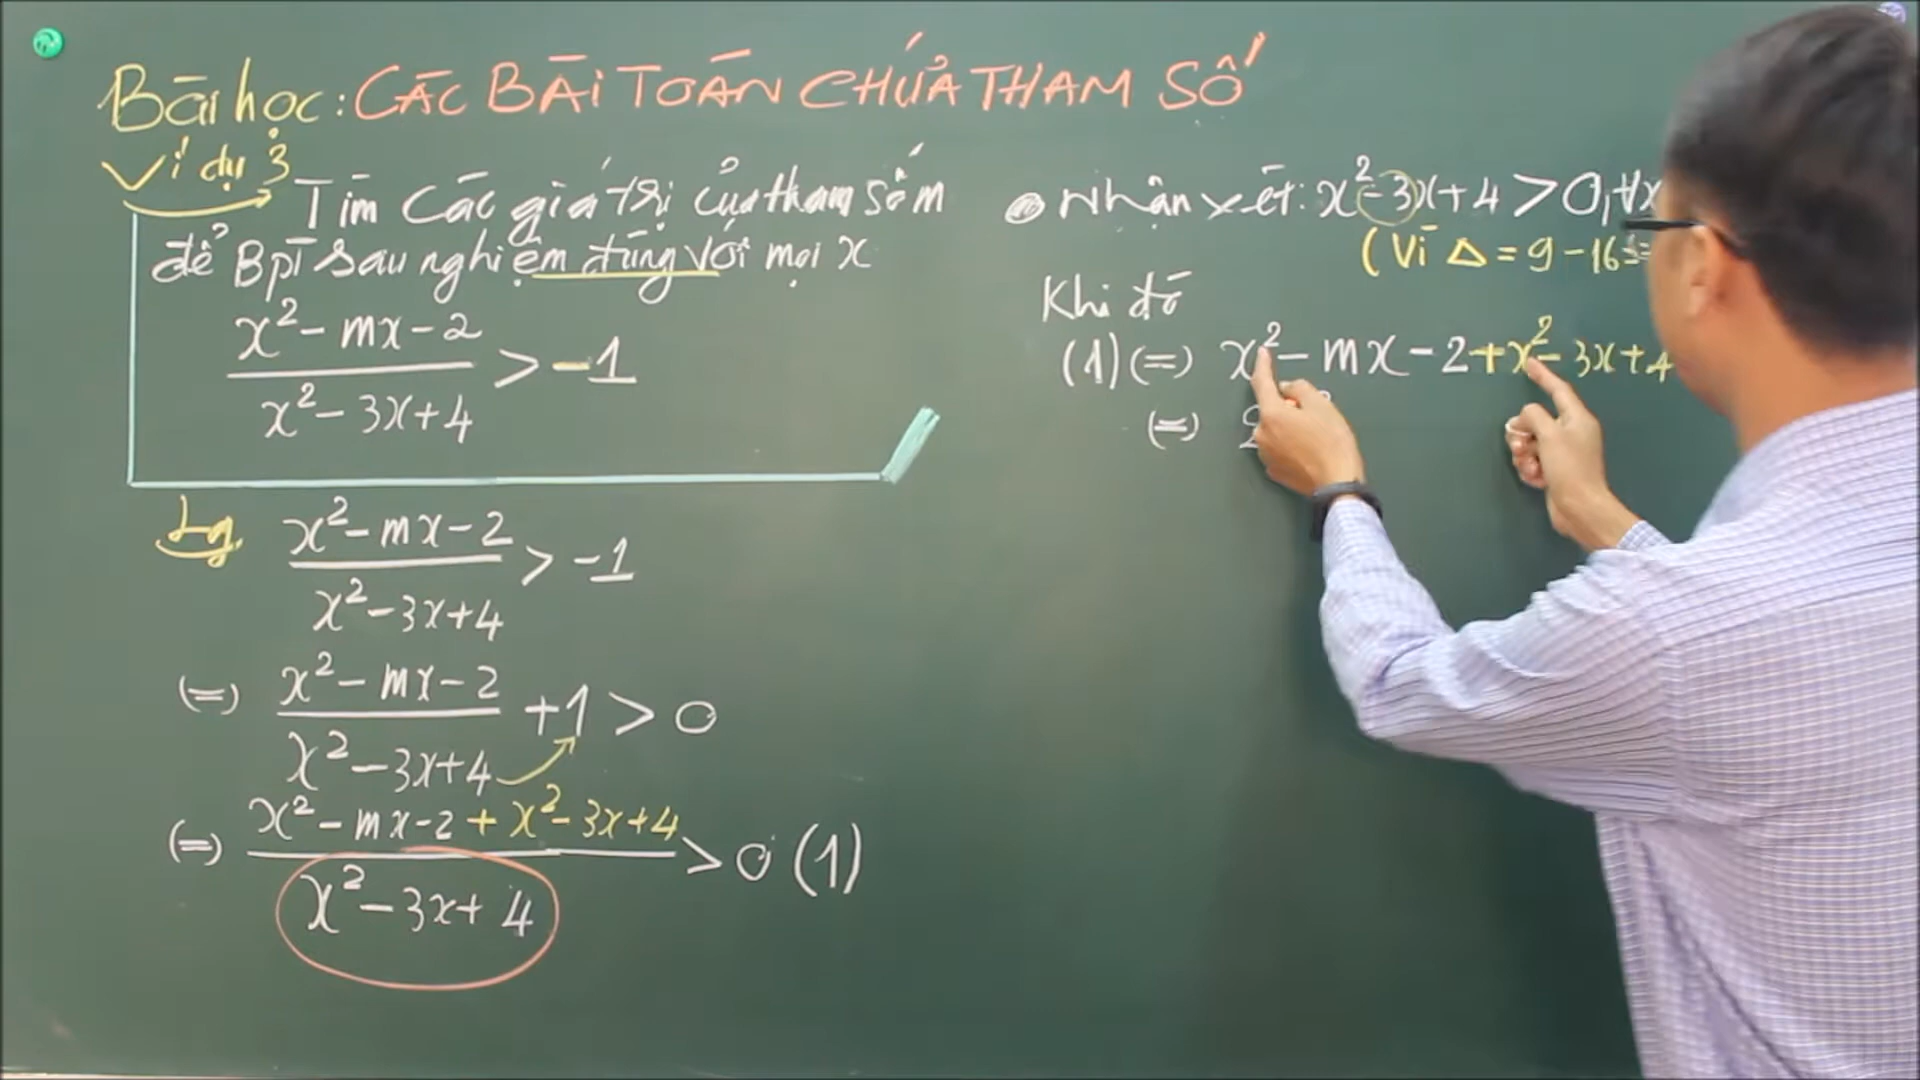 Bài học: CÁC BÀI TOÁN CHỨA THAM SỐ
Ví dụ 3
Tìm các giá trị của tham số m
để Bpt sau nghiệm đúng với mọi x
x² - mx - 2
> -1
x² - 3x + 4
Lg
x² - mx - 2
> -1
x² - 3x + 4
(=)
x² - mx - 2
+1 > 0
x² - 3x + 4
(=)
x² - mx - 2 + x² - 3x + 4
> 0 (1)
x² - 3x + 4
Nhận xét: x² - 3x + 4 > 0, ∀x
(Vì Δ = 9 - 16
Khi đó
(1) (=) x² - mx - 2 + x² - 3x + 4
(=) 2